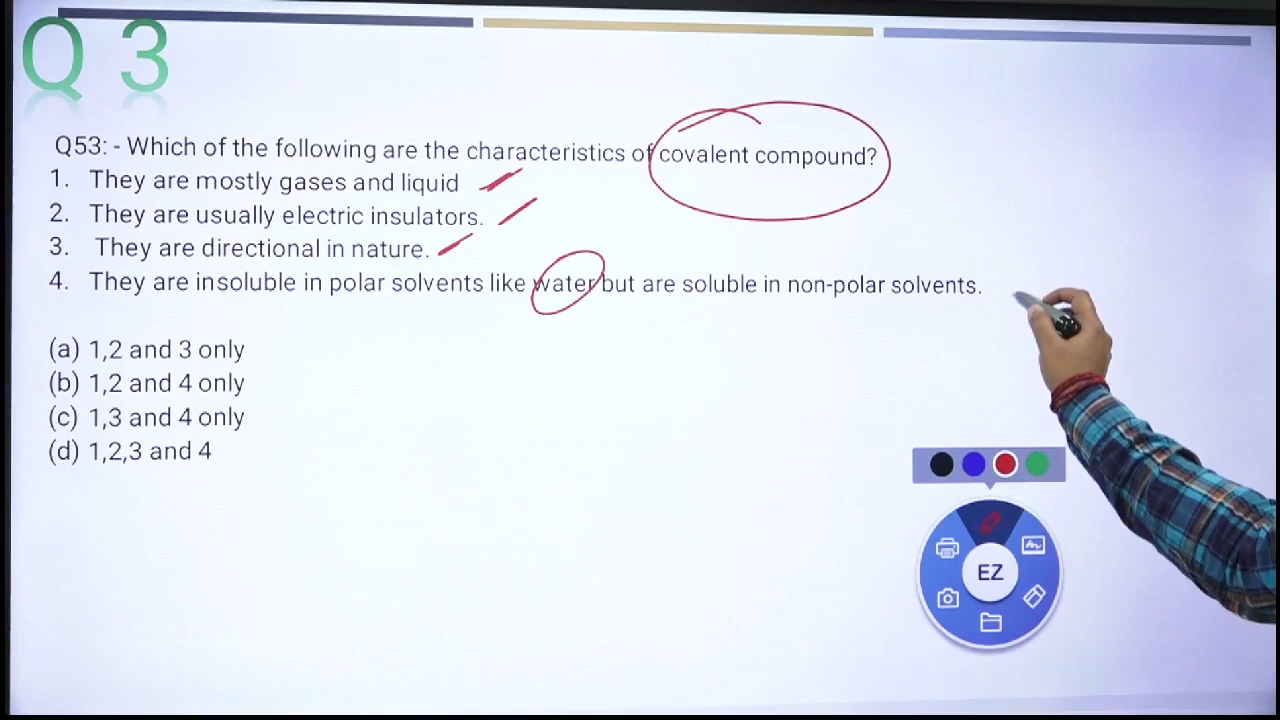 Q 3
Q53: - Which of the following are the characteristics of covalent compound?
1. They are mostly gases and liquid
2. They are usually electric insulators.
3. They are directional in nature.
4. They are insoluble in polar solvents like water but are soluble in non-polar solvents.
(a) 1,2 and 3 only
(b) 1,2 and 4 only
(c) 1,3 and 4 only
(d) 1,2,3 and 4
EZ